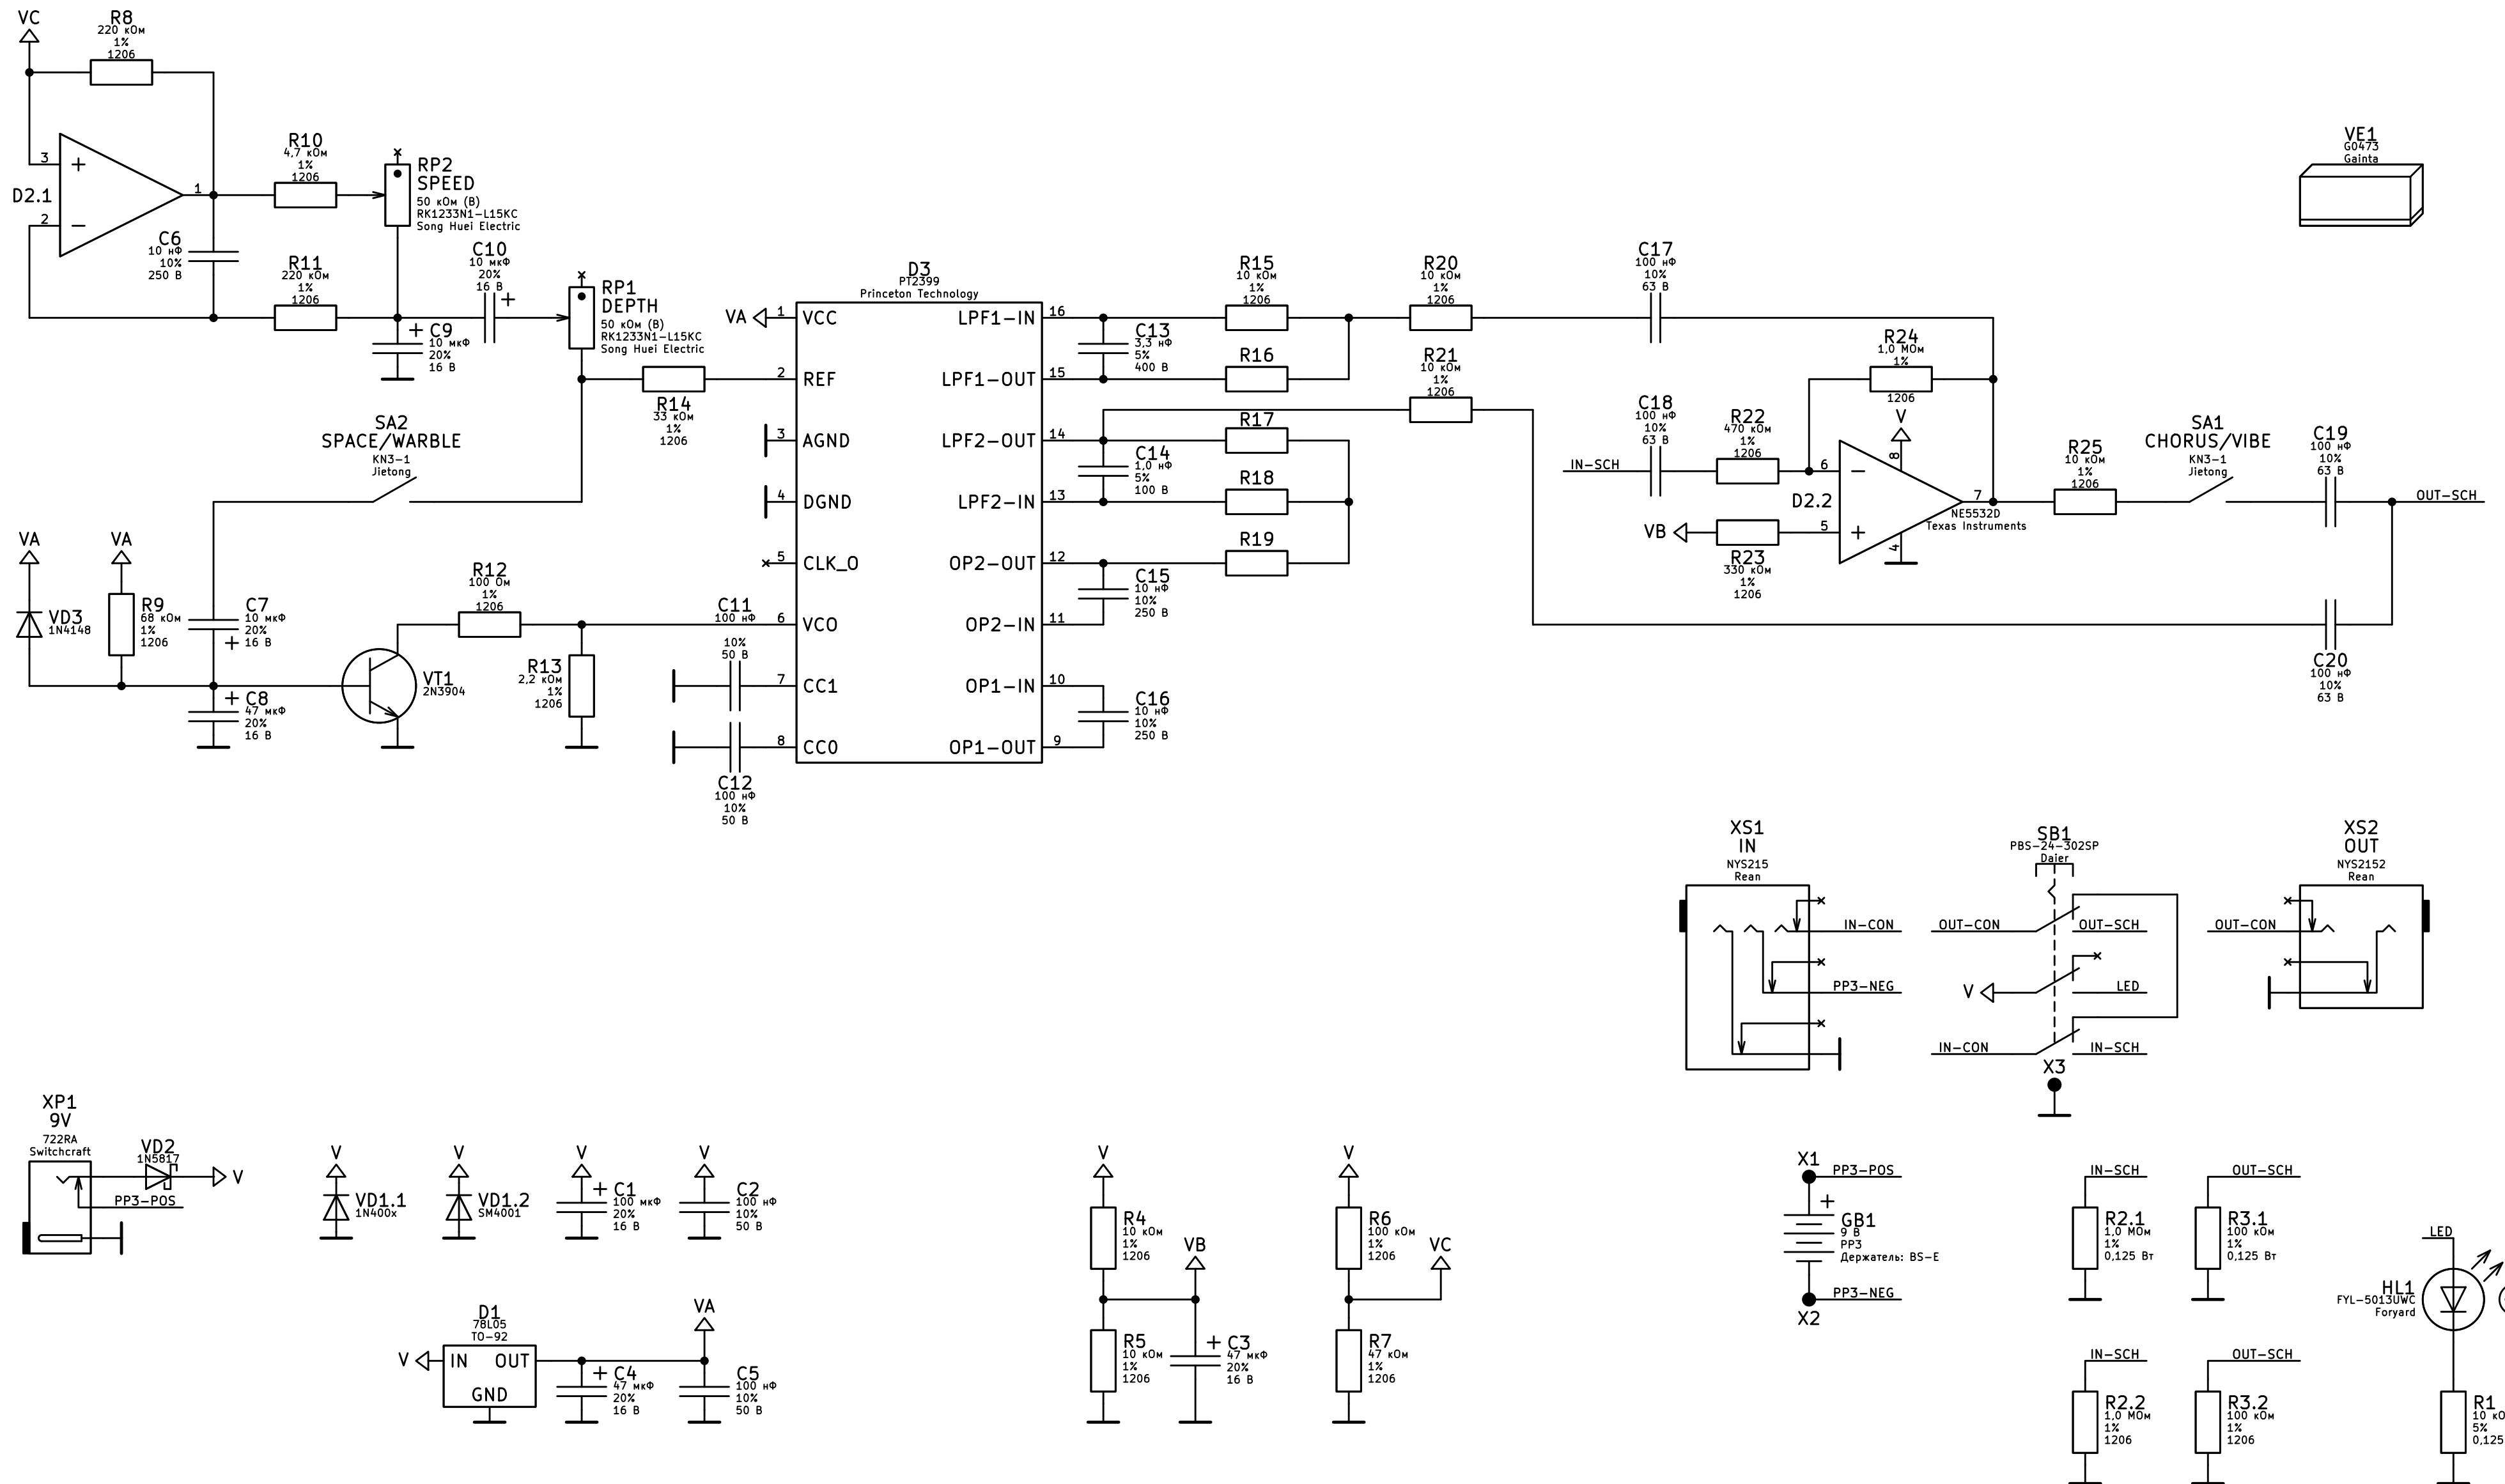 VC
R8
220 кОм
1%
1206
3
+
D2.1
1
2
−
C6
10 нФ
10%
250 В
R10
4,7 кОм
1%
1206
RP2
SPEED
50 кОм (B)
RK1233N1-L15KC
Song Huei Electric
R11
220 кОм
1%
1206
C10
10 мкФ
20%
16 В
+
+
C9
10 мкФ
20%
16 В
RP1
DEPTH
50 кОм (B)
RK1233N1-L15KC
Song Huei Electric
R14
33 кОм
1%
1206
SA2
SPACE/WARBLE
KN3-1
Jietong
VA
VD3
1N4148
VA
R9
68 кОм
1%
1206
C7
10 мкФ
20%
+ 16 В
+
C8
47 мкФ
20%
16 В
VT1
2N3904
R12
100 Ом
1%
1206
R13
2,2 кОм
1%
1206
C11
100 нФ
10%
50 В
C12
100 нФ
10%
50 В
D3
PT2399
Princeton Technology
VA
1 VCC
2 REF
3 AGND
4 DGND
5 CLK_O
6 VCO
7 CC1
8 CC0
LPF1-IN 16
LPF1-OUT 15
LPF2-OUT 14
LPF2-IN 13
OP2-OUT 12
OP2-IN 11
OP1-IN 10
OP1-OUT 9
C13
3,3 нФ
5%
400 В
C14
1,0 нФ
5%
100 В
C15
10 нФ
10%
250 В
C16
10 нФ
10%
250 В
R15
10 кОм
1%
1206
R16
R17
R18
R19
R20
10 кОм
1%
1206
R21
10 кОм
1%
1206
C17
100 нФ
10%
63 В
C18
100 нФ
10%
63 В
IN-SCH
R22
470 кОм
1%
1206
VB
R23
330 кОм
1%
1206
R24
1,0 МОм
1%
1206
V
8
6
−
D2.2
5
+
4
7
NE5532D
Texas Instruments
R25
10 кОм
1%
1206
SA1
CHORUS/VIBE
KN3-1
Jietong
C19
100 нФ
10%
63 В
OUT-SCH
C20
100 нФ
10%
63 В
VE1
G0473
Gainta
XS1
IN
NYS215
Rean
IN-CON
PP3-NEG
SB1
PBS-24-302SP
Daier
OUT-CON
OUT-SCH
V
LED
IN-CON
IN-SCH
X3
XS2
OUT
NYS2152
Rean
OUT-CON
XP1
9V
722RA
Switchcraft
VD2
1N5817
V
PP3-POS
V
VD1.1
1N400x
V
VD1.2
SM4001
V
+
C1
100 мкФ
20%
16 В
V
C2
100 нФ
10%
50 В
D1
78L05
TO-92
V
IN OUT
GND
+
C4
47 мкФ
20%
16 В
VA
C5
100 нФ
10%
50 В
V
R4
10 кОм
1%
1206
VB
R5
10 кОм
1%
1206
+
C3
47 мкФ
20%
16 В
V
R6
100 кОм
1%
1206
VC
R7
47 кОм
1%
1206
X1
PP3-POS
+
GB1
9 В
PP3
Держатель: BS-E
PP3-NEG
X2
IN-SCH
R2.1
1,0 МОм
1%
0,125 Вт
OUT-SCH
R3.1
100 кОм
1%
0,125 Вт
IN-SCH
R2.2
1,0 МОм
1%
1206
OUT-SCH
R3.2
100 кОм
1%
1206
LED
HL1
FYL-5013UWC
Foryard
R1
10
5%
0,125